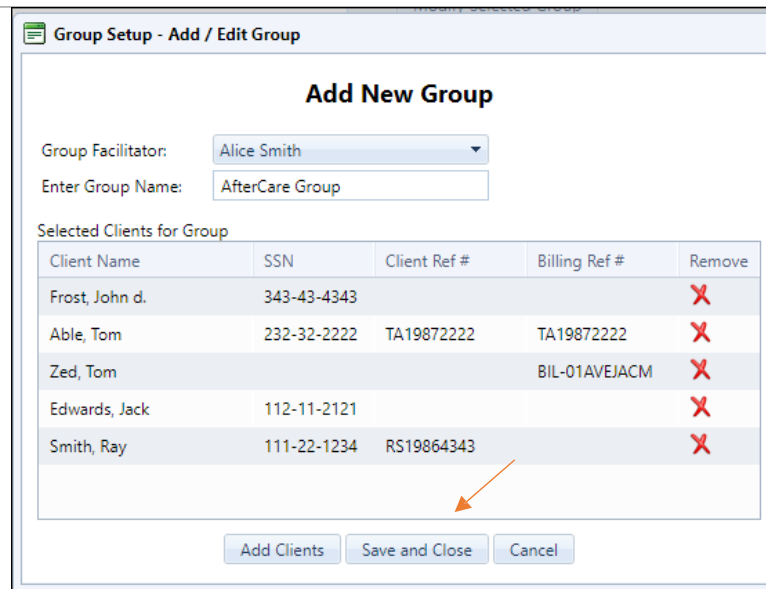 Modify Selected Group
Group Setup - Add / Edit Group
Add New Group
Group Facilitator: Alice Smith
Enter Group Name: AfterCare Group
Selected Clients for Group
Client Name SSN Client Ref # Billing Ref # Remove
Frost, John d. 343-43-4343
Able, Tom 232-32-2222 TA19872222 TA19872222
Zed, Tom BIL-01AVEJACM
Edwards, Jack 112-11-2121
Smith, Ray 111-22-1234 RS19864343
Add Clients Save and Close Cancel